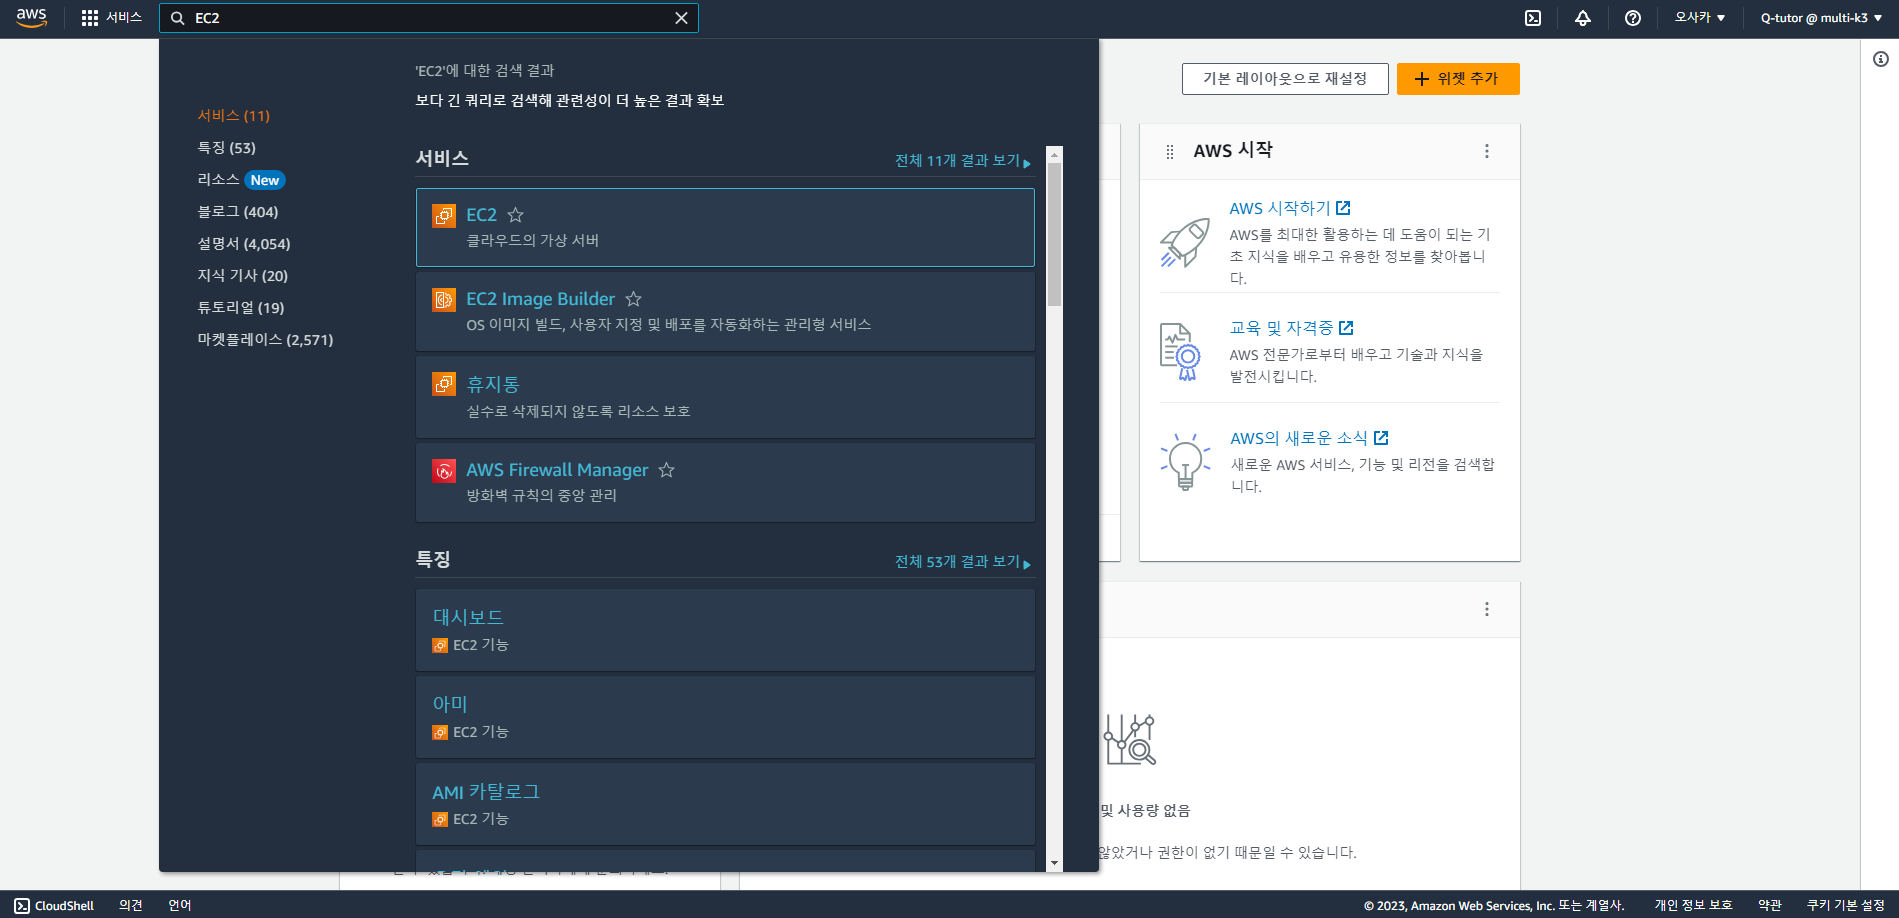 aws
서비스
EC2
오사카
Q-tutor @ multi-k3
'EC2'에 대한 검색 결과
보다 긴 쿼리로 검색해 관련성이 더 높은 결과 확보
서비스 (11)
특징 (53)
리소스 New
블로그 (404)
설명서 (4,054)
지식 기사 (20)
튜토리얼 (19)
마켓플레이스 (2,571)
서비스
전체 11개 결과 보기
EC2
클라우드의 가상 서버
EC2 Image Builder
OS 이미지 빌드, 사용자 지정 및 배포를 자동화하는 관리형 서비스
휴지통
실수로 삭제되지 않도록 리소스 보호
AWS Firewall Manager
방화벽 규칙의 중앙 관리
특징
전체 53개 결과 보기
대시보드
EC2 기능
아미
EC2 기능
AMI 카탈로그
EC2 기능
기본 레이아웃으로 재설정
위젯 추가
AWS 시작
AWS 시작하기
AWS를 최대한 활용하는 데 도움이 되는 기
초 지식을 배우고 유용한 정보를 찾아봅니
다.
교육 및 자격증
AWS 전문가로부터 배우고 기술과 지식을
발전시킵니다.
AWS의 새로운 소식
새로운 AWS 서비스, 기능 및 리전을 검색합
니다.
및 사용량 없음
않았거나 권한이 없기 때문일 수 있습니다.
CloudShell
의견
언어
© 2023, Amazon Web Services, Inc. 또는 계열사.
개인 정보 보호
약관
쿠키 기본 설정